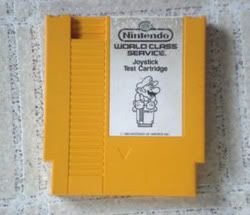 Nintendo
WORLD CLASS
SERVICE
Joystick
Test Cartridge